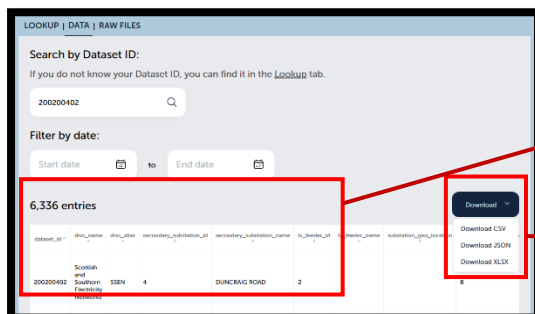 LOOKUP | DATA | RAW FILES
Search by Dataset ID:
If you do not know your Dataset ID, you can find it in the Lookup tab.
200200402
Filter by date:
Start date to End date
6,336 entries
Download
Download CSV
Download JSON
Download XLSX
dataset_id dno_name dno_alias secondary_substation_id secondary_substation_name lv_feeder_id feeder_name substation_geo_locat
200200402 Scottish and Southern Electricity Networks SSEN 4 DUNCRAIG ROAD 2 8